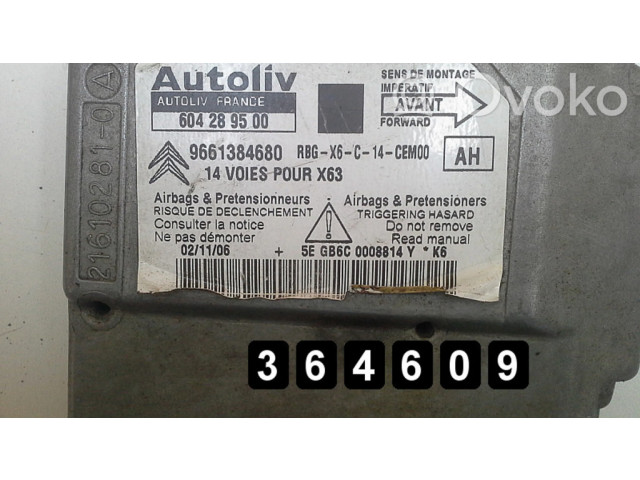 Autoliv
AUTOLIV FRANCE
604 28 95 00
SENS DE MONTAGE
IMPERATIF
AVANT
FORWARD
Ovoko
9661384680 RBG-X6-C-14-CEM00 AH
14 VOIES POUR X63
Airbags & Pretensionneurs
RISQUE DE DECLENCHEMENT
Consulter la notice
Ne pas démonter
Airbags & Pretensioners
TRIGGERING HASARD
Do not remove
Read manual
02/11/06 + 5E GB6C 0008814 Y * K6
21610281-0 A
364609